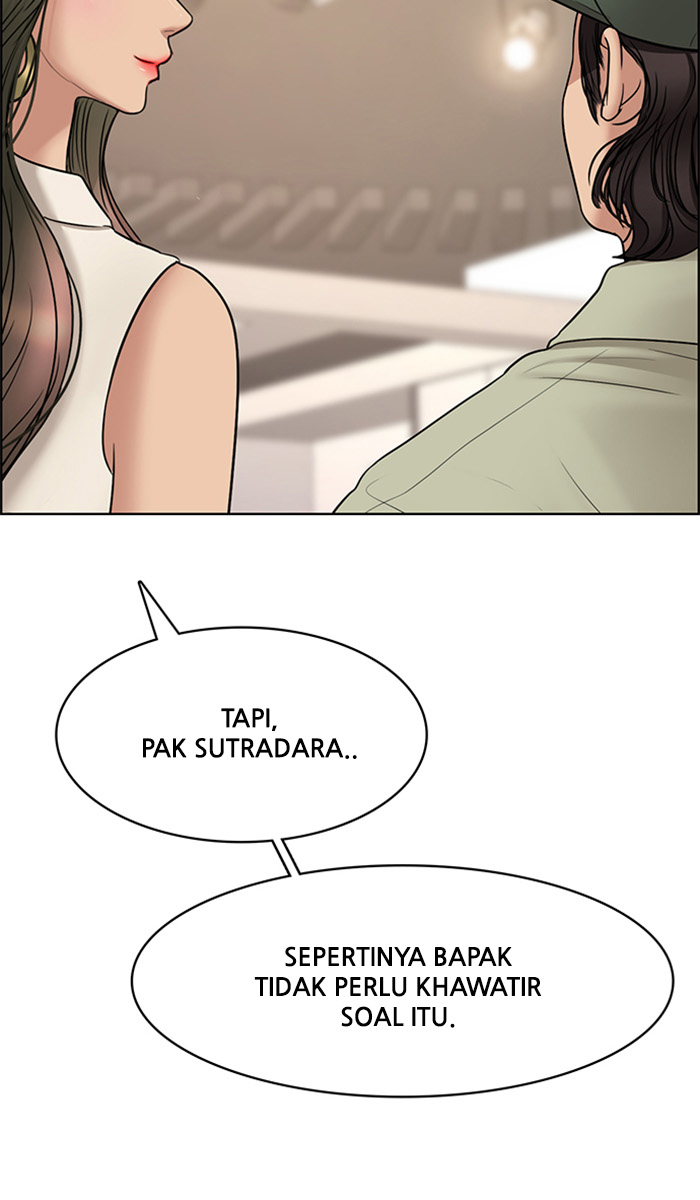 TAPI,
PAK SUTRADARA..
SEPERTINYA BAPAK
TIDAK PERLU KHAWATIR
SOAL ITU.